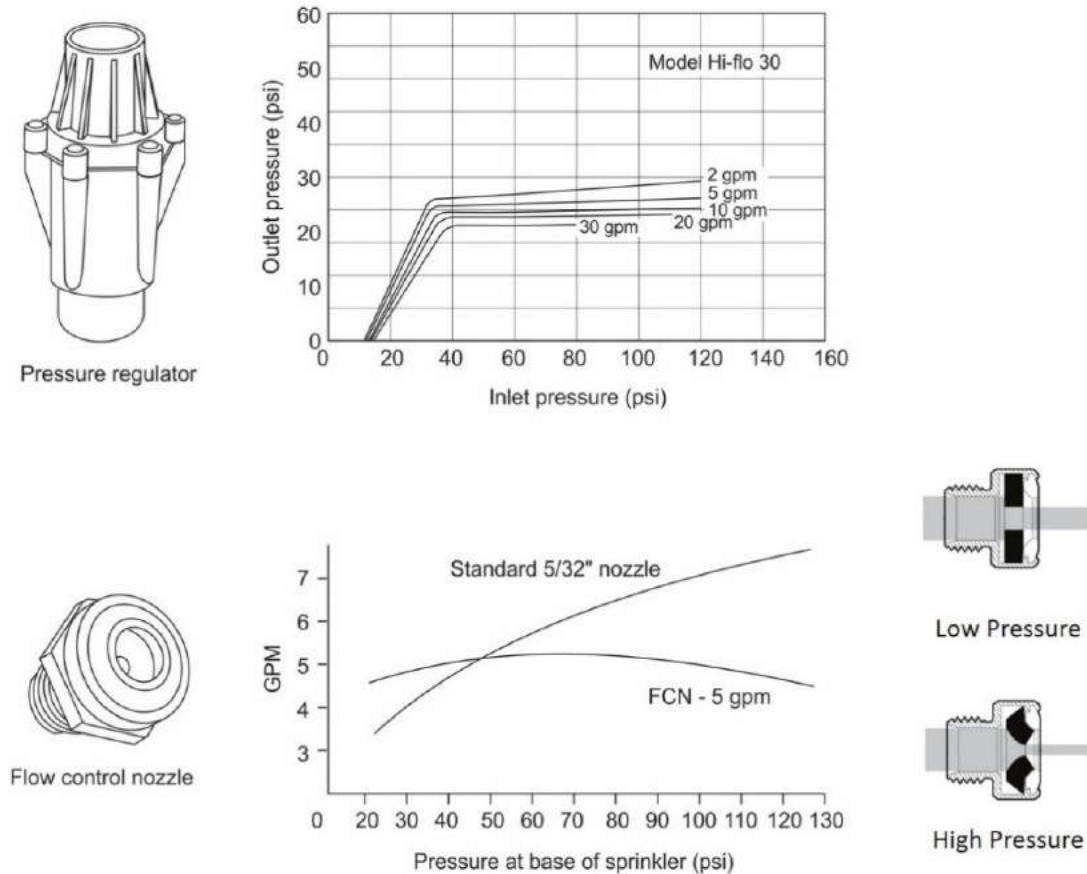 Pressure regulator
Outlet pressure (psi)
60
50
40
30
20
10
0
Model Hi-flo 30
2 gpm
5 gpm
10 gpm
20 gpm
30 gpm
0 20 40 60 80 100 120 140 160
Inlet pressure (psi)
Flow control nozzle
GPM
7
6
5
4
3
Standard 5/32" nozzle
FCN - 5 gpm
0 20 30 40 50 60 70 80 90 100 110 120 130
Pressure at base of sprinkler (psi)
Low Pressure
High Pressure